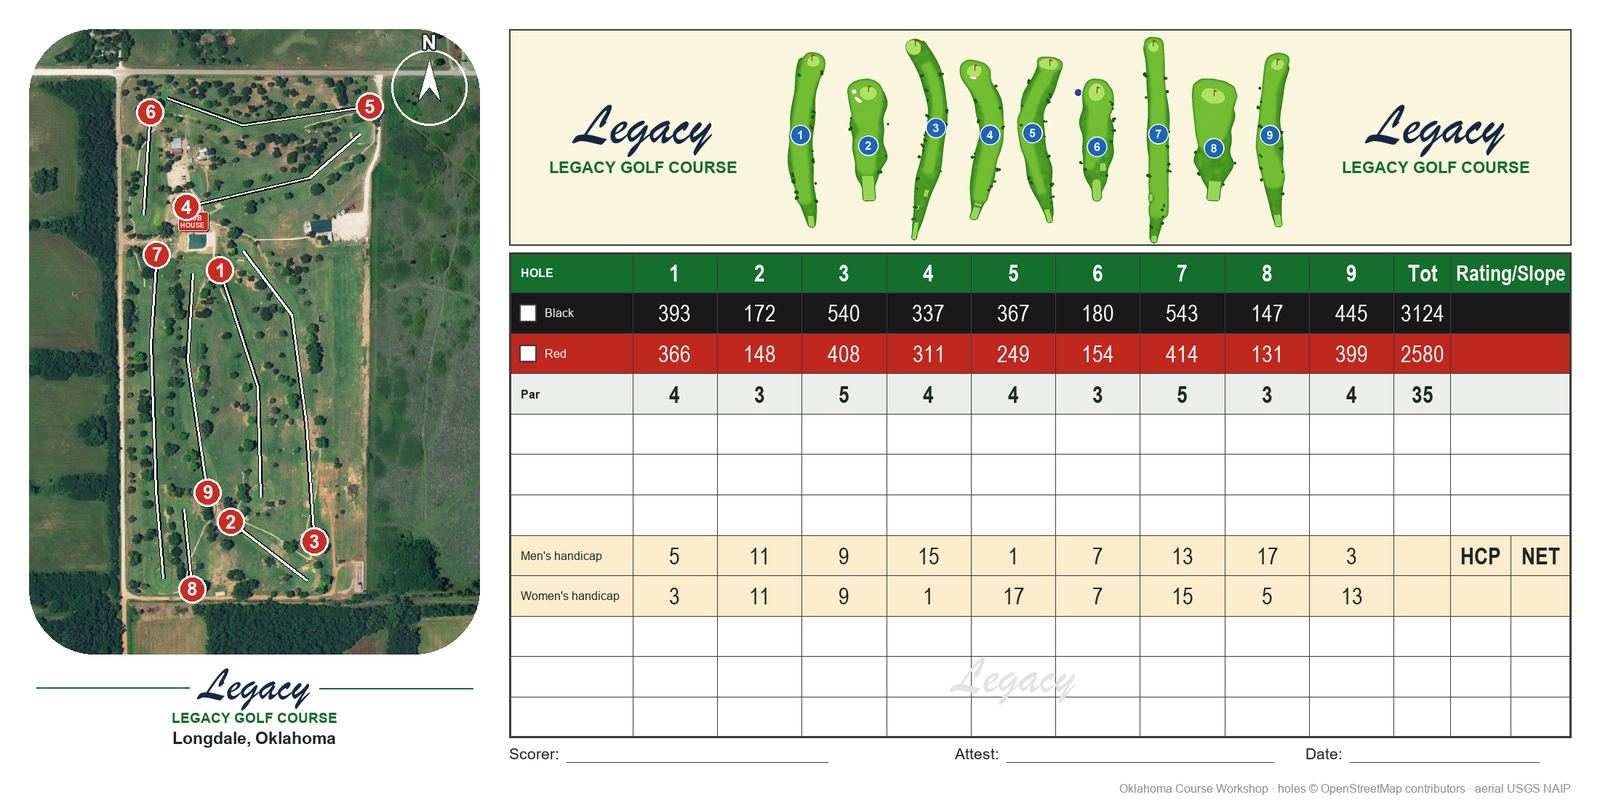 N
6
5
4
HOUSE
7
1
9
2
3
8
Legacy
LEGACY GOLF COURSE
Longdale, Oklahoma
Legacy
LEGACY GOLF COURSE
1 2 3 4 5 6 7 8 9
Legacy
LEGACY GOLF COURSE
HOLE 1 2 3 4 5 6 7 8 9 Tot Rating/Slope
Black 393 172 540 337 367 180 543 147 445 3124
Red 366 148 408 311 249 154 414 131 399 2580
Par 4 3 5 4 4 3 5 3 4 35
Men's handicap 5 11 9 15 1 7 13 17 3 HCP NET
Women's handicap 3 11 9 1 17 7 15 5 13
Legacy
Scorer: Attest: Date:
Oklahoma Course Workshop · holes © OpenStreetMap contributors · aerial USGS NAIP